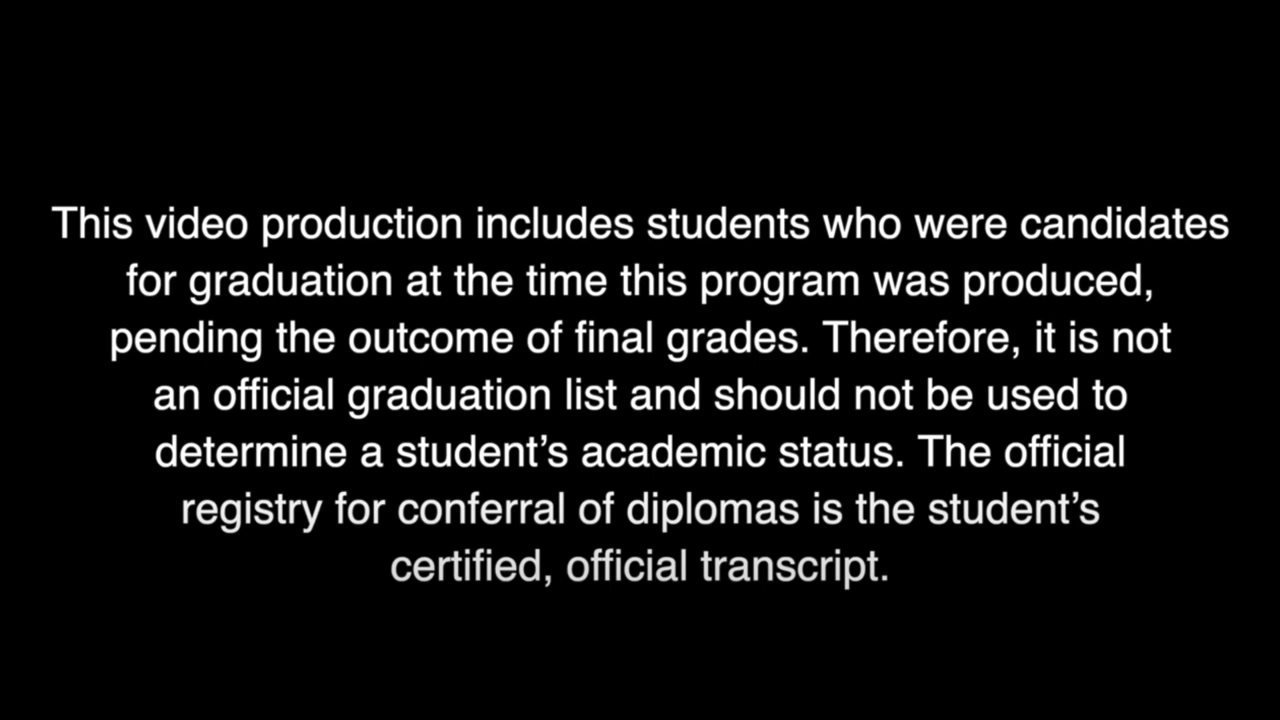 This video production includes students who were candidates
for graduation at the time this program was produced,
pending the outcome of final grades. Therefore, it is not
an official graduation list and should not be used to
determine a student’s academic status. The official
registry for conferral of diplomas is the student’s
certified, official transcript.